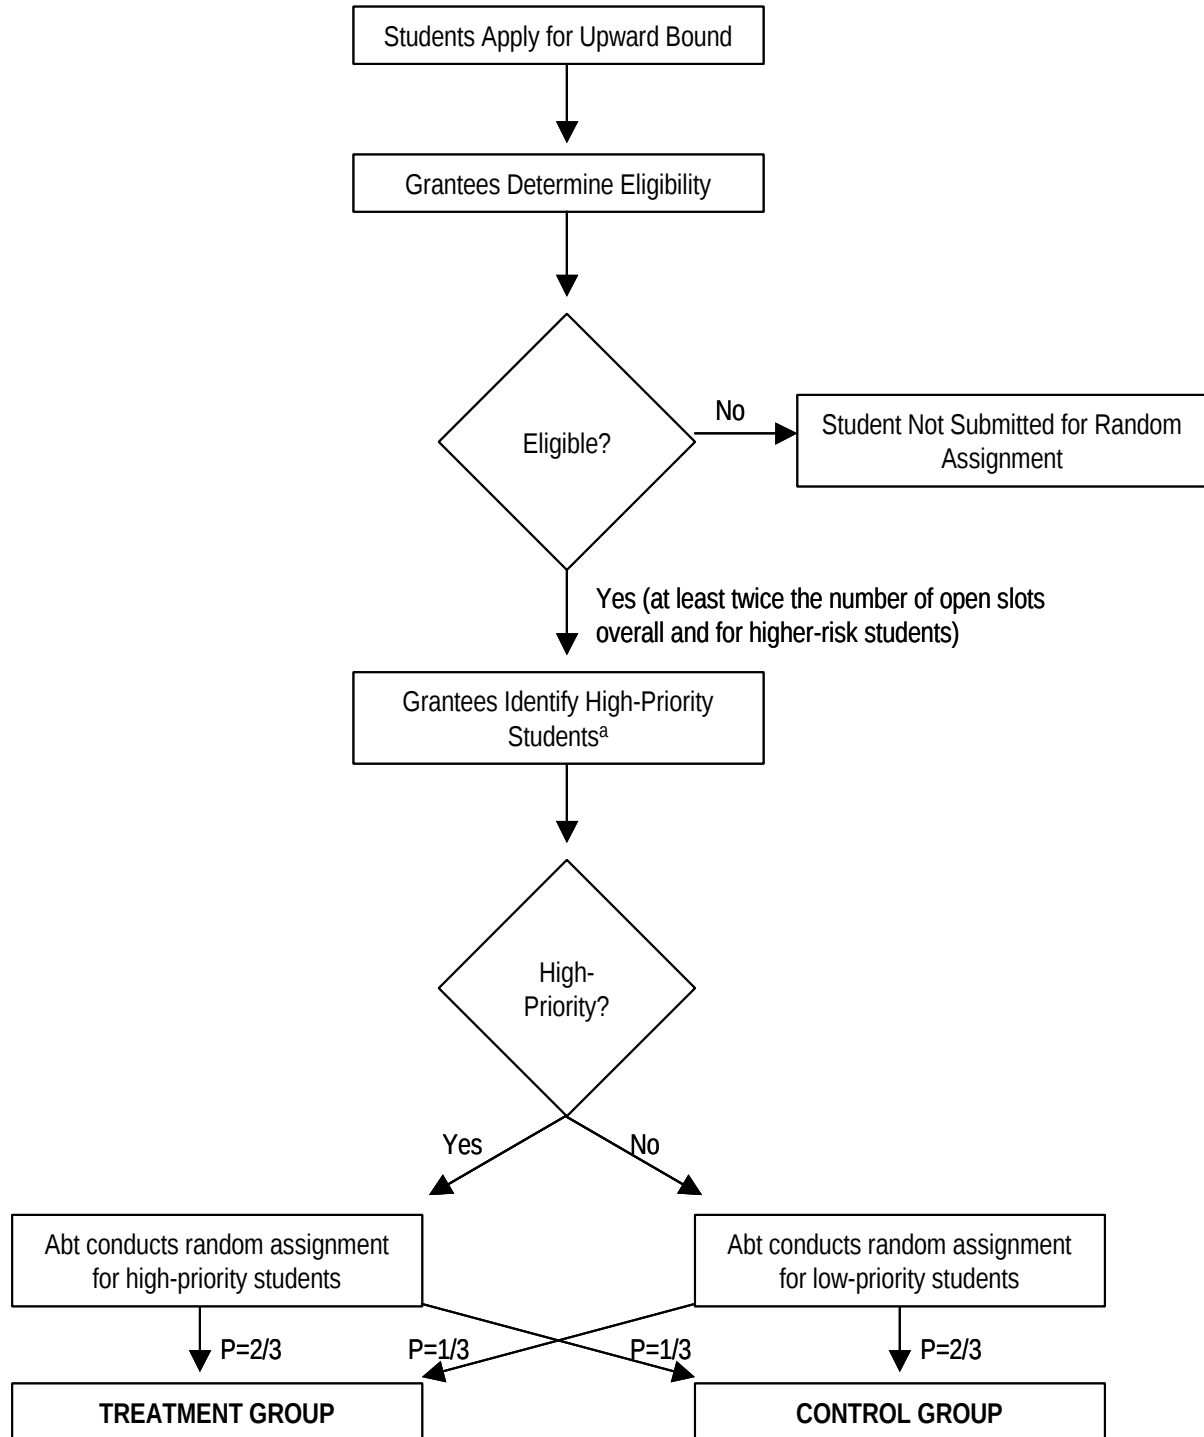 Students Apply for Upward Bound
Grantees Determine Eligibility
Eligible?
No
Student Not Submitted for Random
Assignment
Yes (at least twice the number of open slots
overall and for higher-risk students)
Grantees Identify High-Priority
Studentsᵃ
High-
Priority?
Yes
No
Abt conducts random assignment
for high-priority students
Abt conducts random assignment
for low-priority students
P=2/3
P=1/3
P=1/3
P=2/3
TREATMENT GROUP
CONTROL GROUP